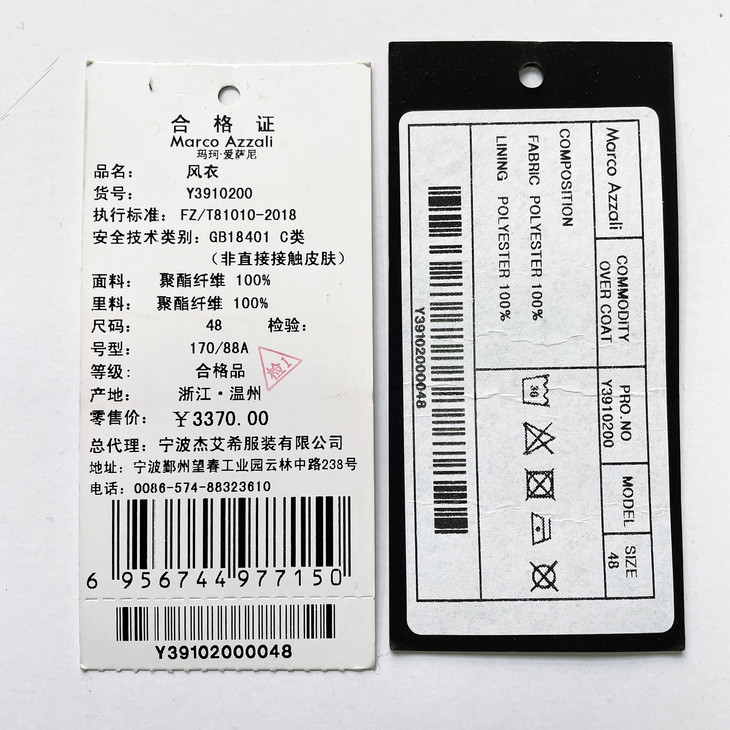 合格证
Marco Azzali
玛珂·爱萨尼
品名： 风衣
货号： Y3910200
执行标准： FZ/T81010-2018
安全技术类别： GB18401 C类
（非直接接触皮肤）
面料： 聚酯纤维 100%
里料： 聚酯纤维 100%
尺码： 48 检验：
号型： 170/88A
检1
等级： 合格品
产地： 浙江·温州
零售价： ￥3370.00
总代理：宁波杰艾希服装有限公司
地址：宁波鄞州望春工业园云林中路238号
电话：0086-574-88323610
6 956744 977150
Y39102000048
Marco Azzali
COMMODITY
OVER COAT
PRO.NO
Y3910200
MODEL
SIZE
48
COMPOSITION
FABRIC POLYESTER 100%
LINING POLYESTER 100%
30
Y39102000048